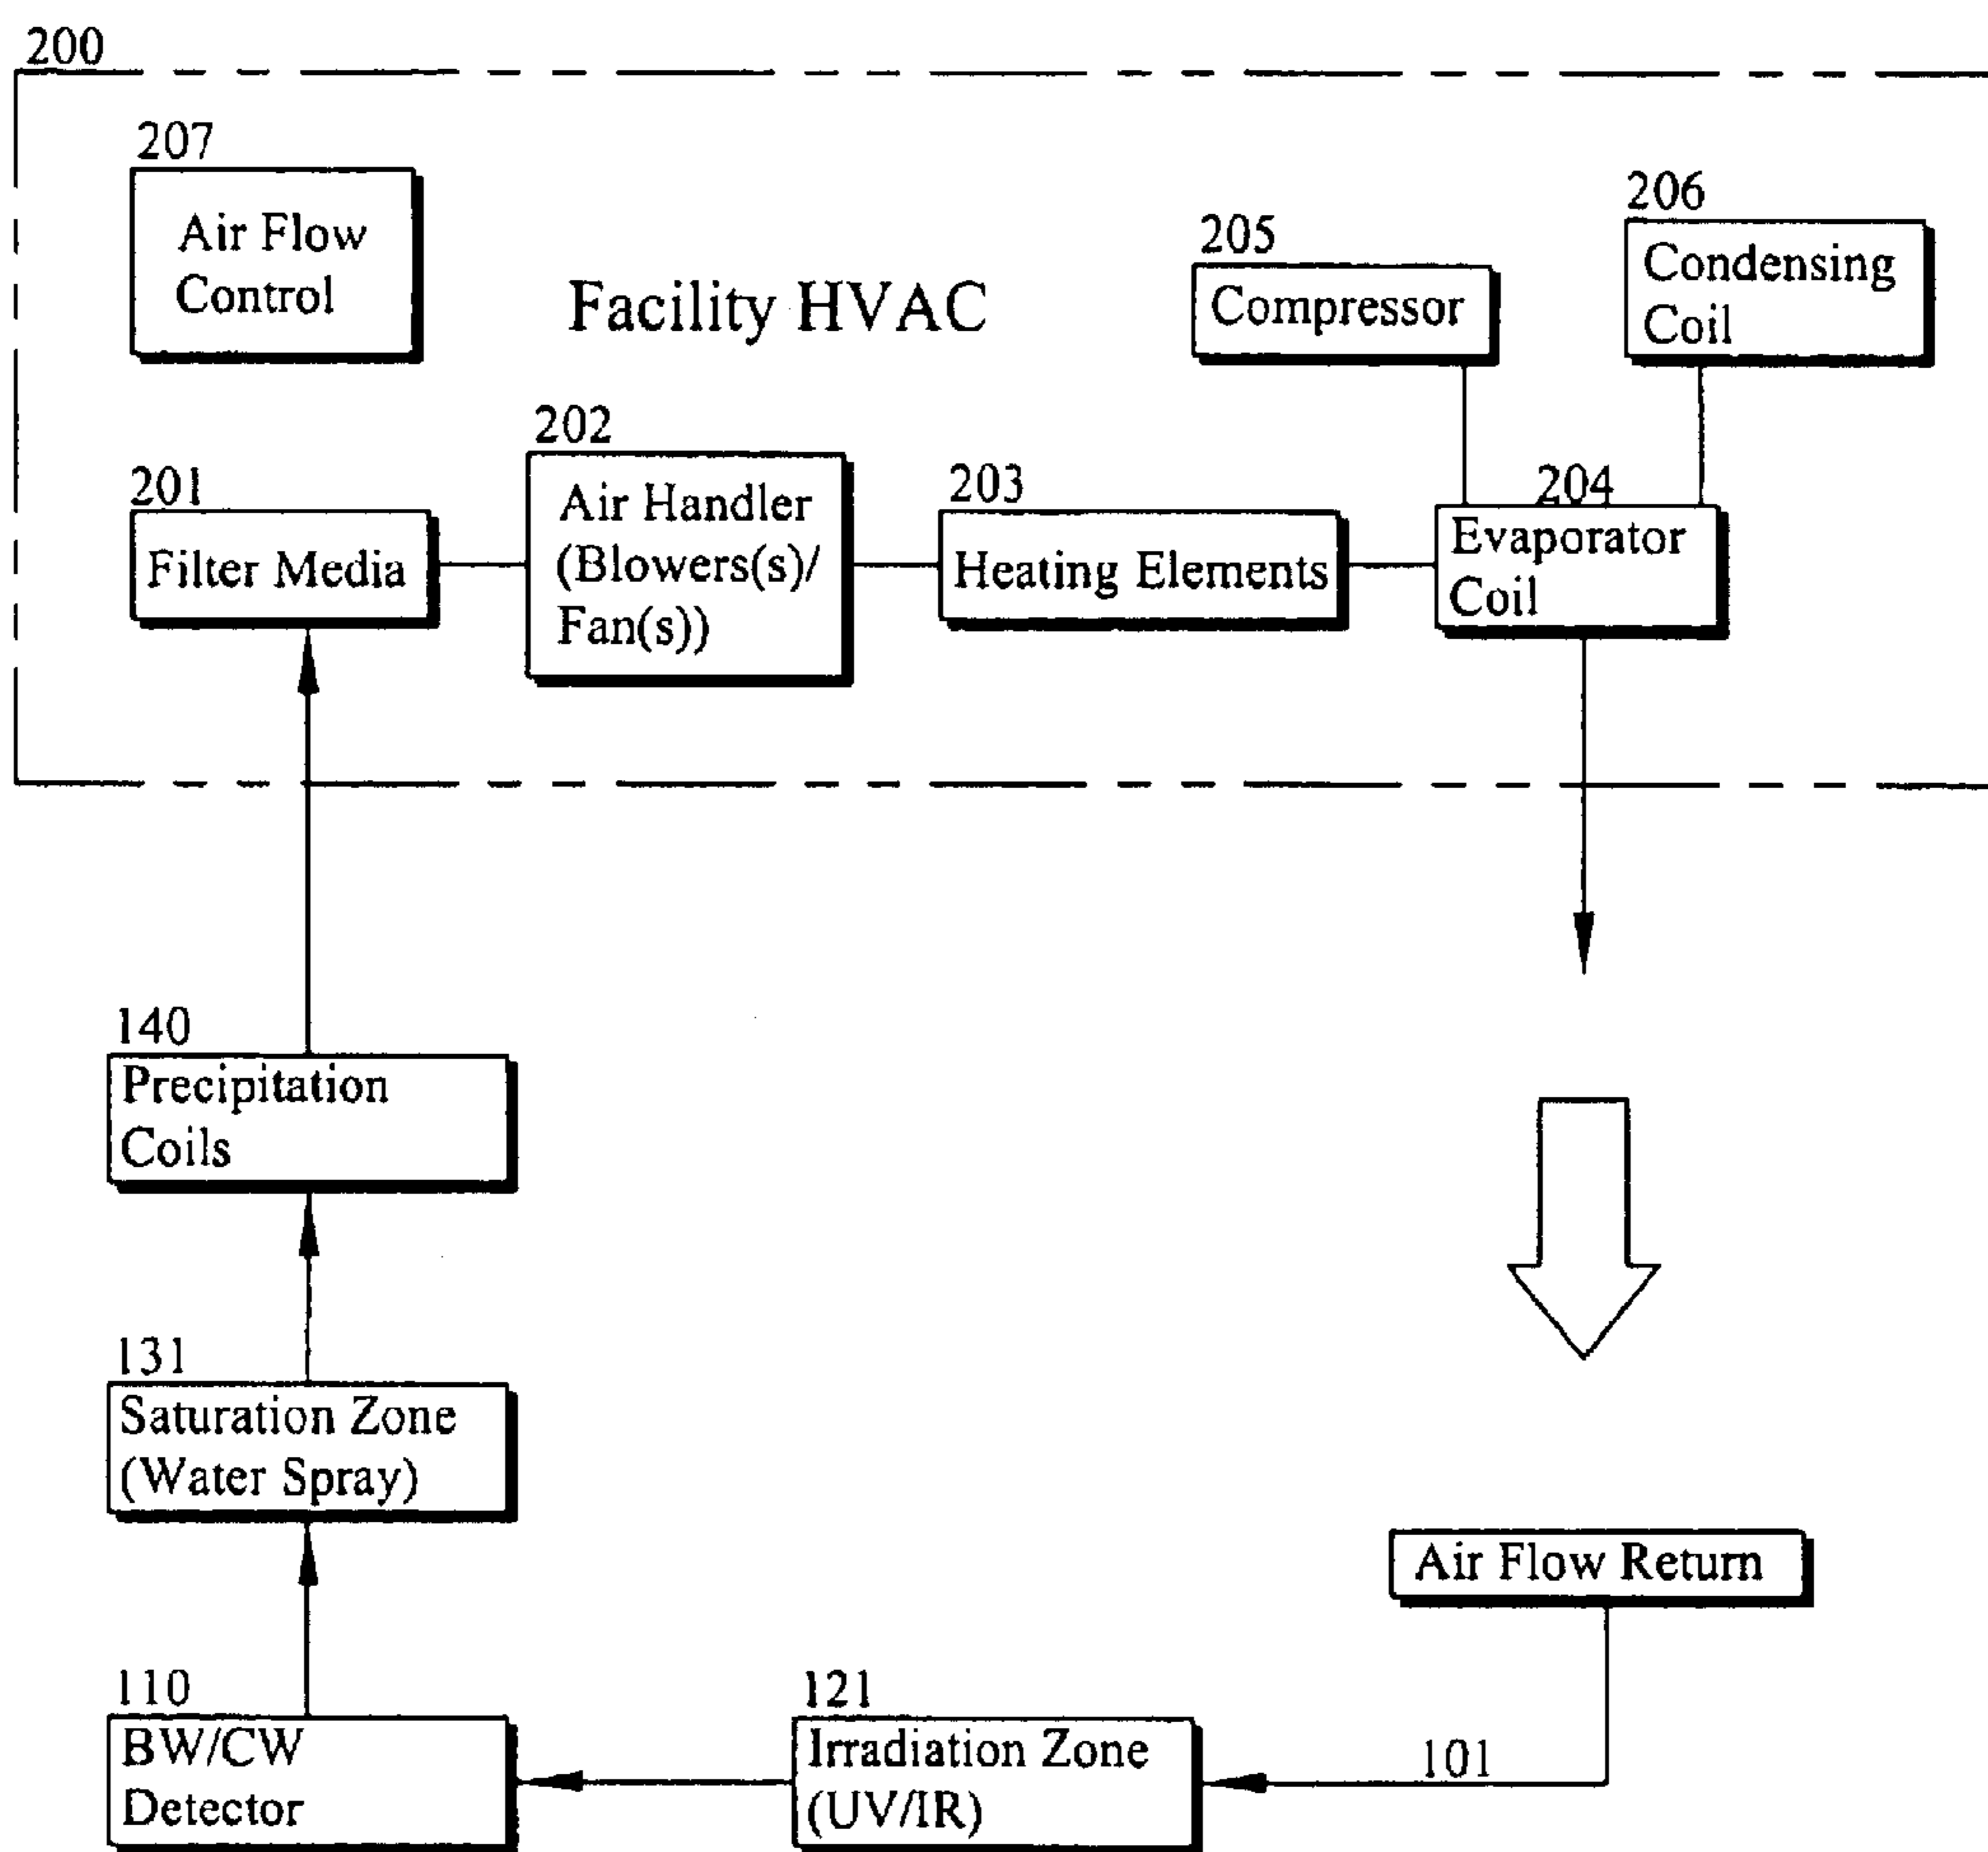 200
207
Air Flow
Control
Facility HVAC
205
Compressor
206
Condensing
Coil
201
Filter Media
202
Air Handler
(Blowers(s)/
Fan(s))
203
Heating Elements
204
Evaporator
Coil
140
Precipitation
Coils
131
Saturation Zone
(Water Spray)
Air Flow Return
110
BW/CW
Detector
121
Irradiation Zone
(UV/IR)
101